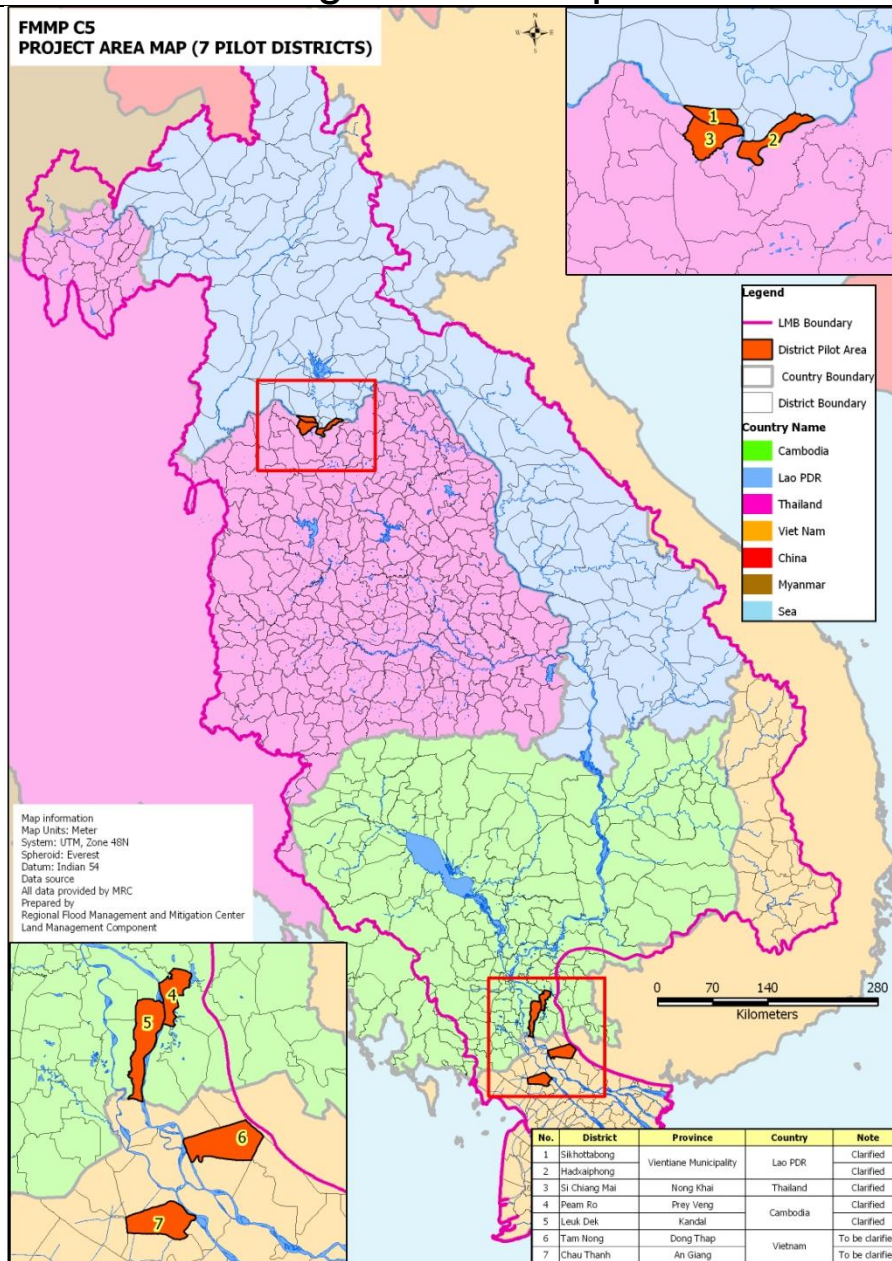 FMMP C5
PROJECT AREA MAP (7 PILOT DISTRICTS)
N
W E
S
1
3
2
Legend
LMB Boundary
District Pilot Area
Country Boundary
District Boundary
Country Name
Cambodia
Lao PDR
Thailand
Viet Nam
China
Myanmar
Sea
Map information
Map Units: Meter
System: UTM, Zone 48N
Spheroid: Everest
Datum: Indian 54
Data source
All data provided by MRC
Prepared by
Regional Flood Management and Mitigation Center
Land Management Component
0 70 140 280
Kilometers
4
5
6
7
No. District Province Country Note
1 Sikhottabong Vientiane Municipality Lao PDR Clarified
2 Hadxaiphong Clarified
3 Si Chiang Mai Nong Khai Thailand Clarified
4 Peam Ro Prey Veng Cambodia Clarified
5 Leuk Dek Kandal Clarified
6 Tam Nong Dong Thap Vietnam To be clarifie
7 Chau Thanh An Giang To be clarifie